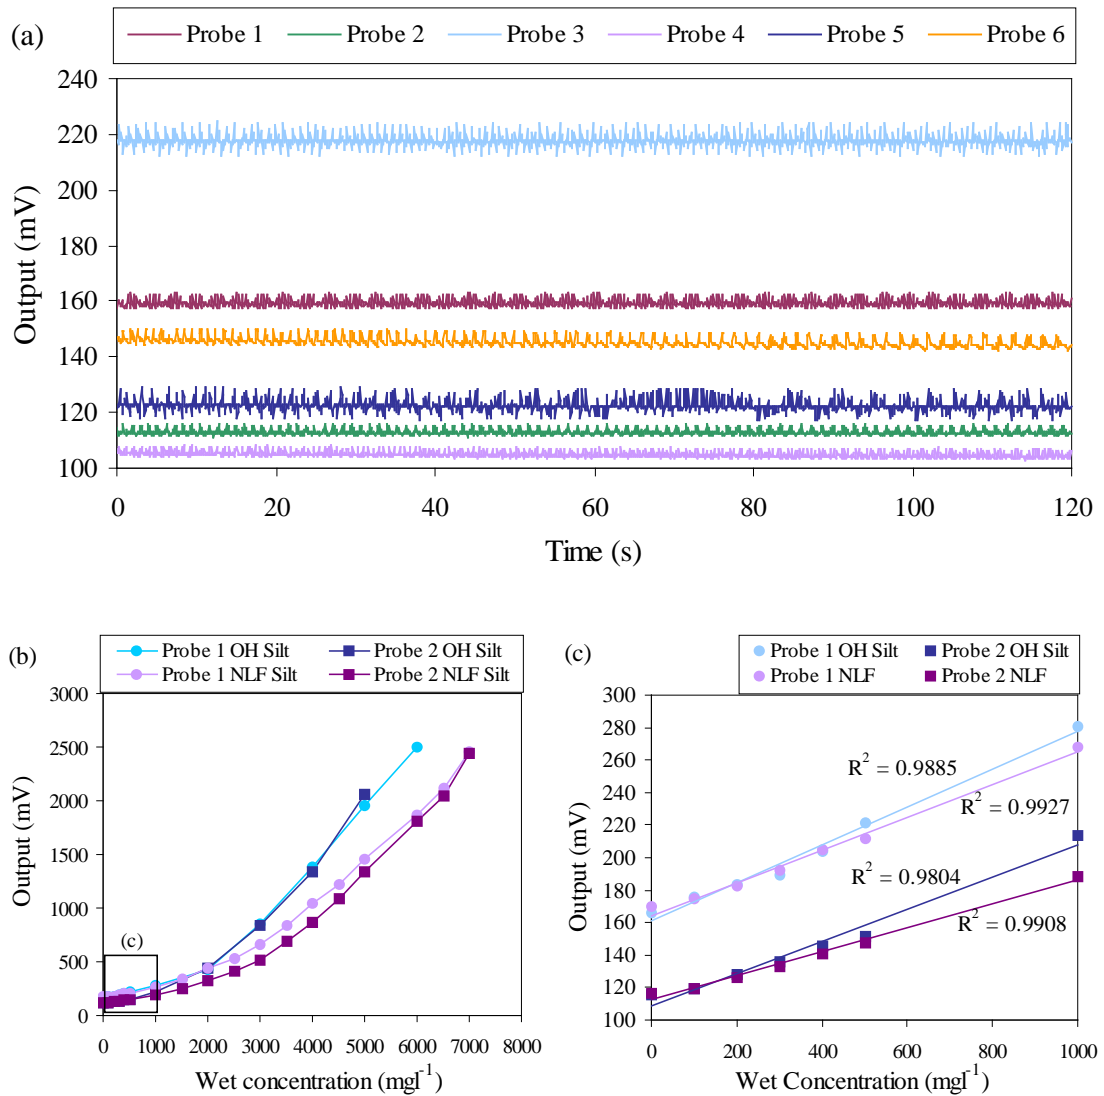 (a)
Probe 1 Probe 2 Probe 3 Probe 4 Probe 5 Probe 6
240
220
200
180
160
140
120
100
Output (mV)
0 20 40 60 80 100 120
Time (s)
(b)
Probe 1 OH Silt Probe 2 OH Silt
Probe 1 NLF Silt Probe 2 NLF Silt
3000
2500
2000
1500
1000
500
0
Output (mV)
(c)
0 1000 2000 3000 4000 5000 6000 7000 8000
Wet concentration (mgl⁻¹)
(c)
Probe 1 OH Silt Probe 2 OH Silt
Probe 1 NLF Probe 2 NLF
300
280
260
240
220
200
180
160
140
120
100
Output (mV)
R² = 0.9885
R² = 0.9927
R² = 0.9804
R² = 0.9908
0 200 400 600 800 1000
Wet Concentration (mgl⁻¹)